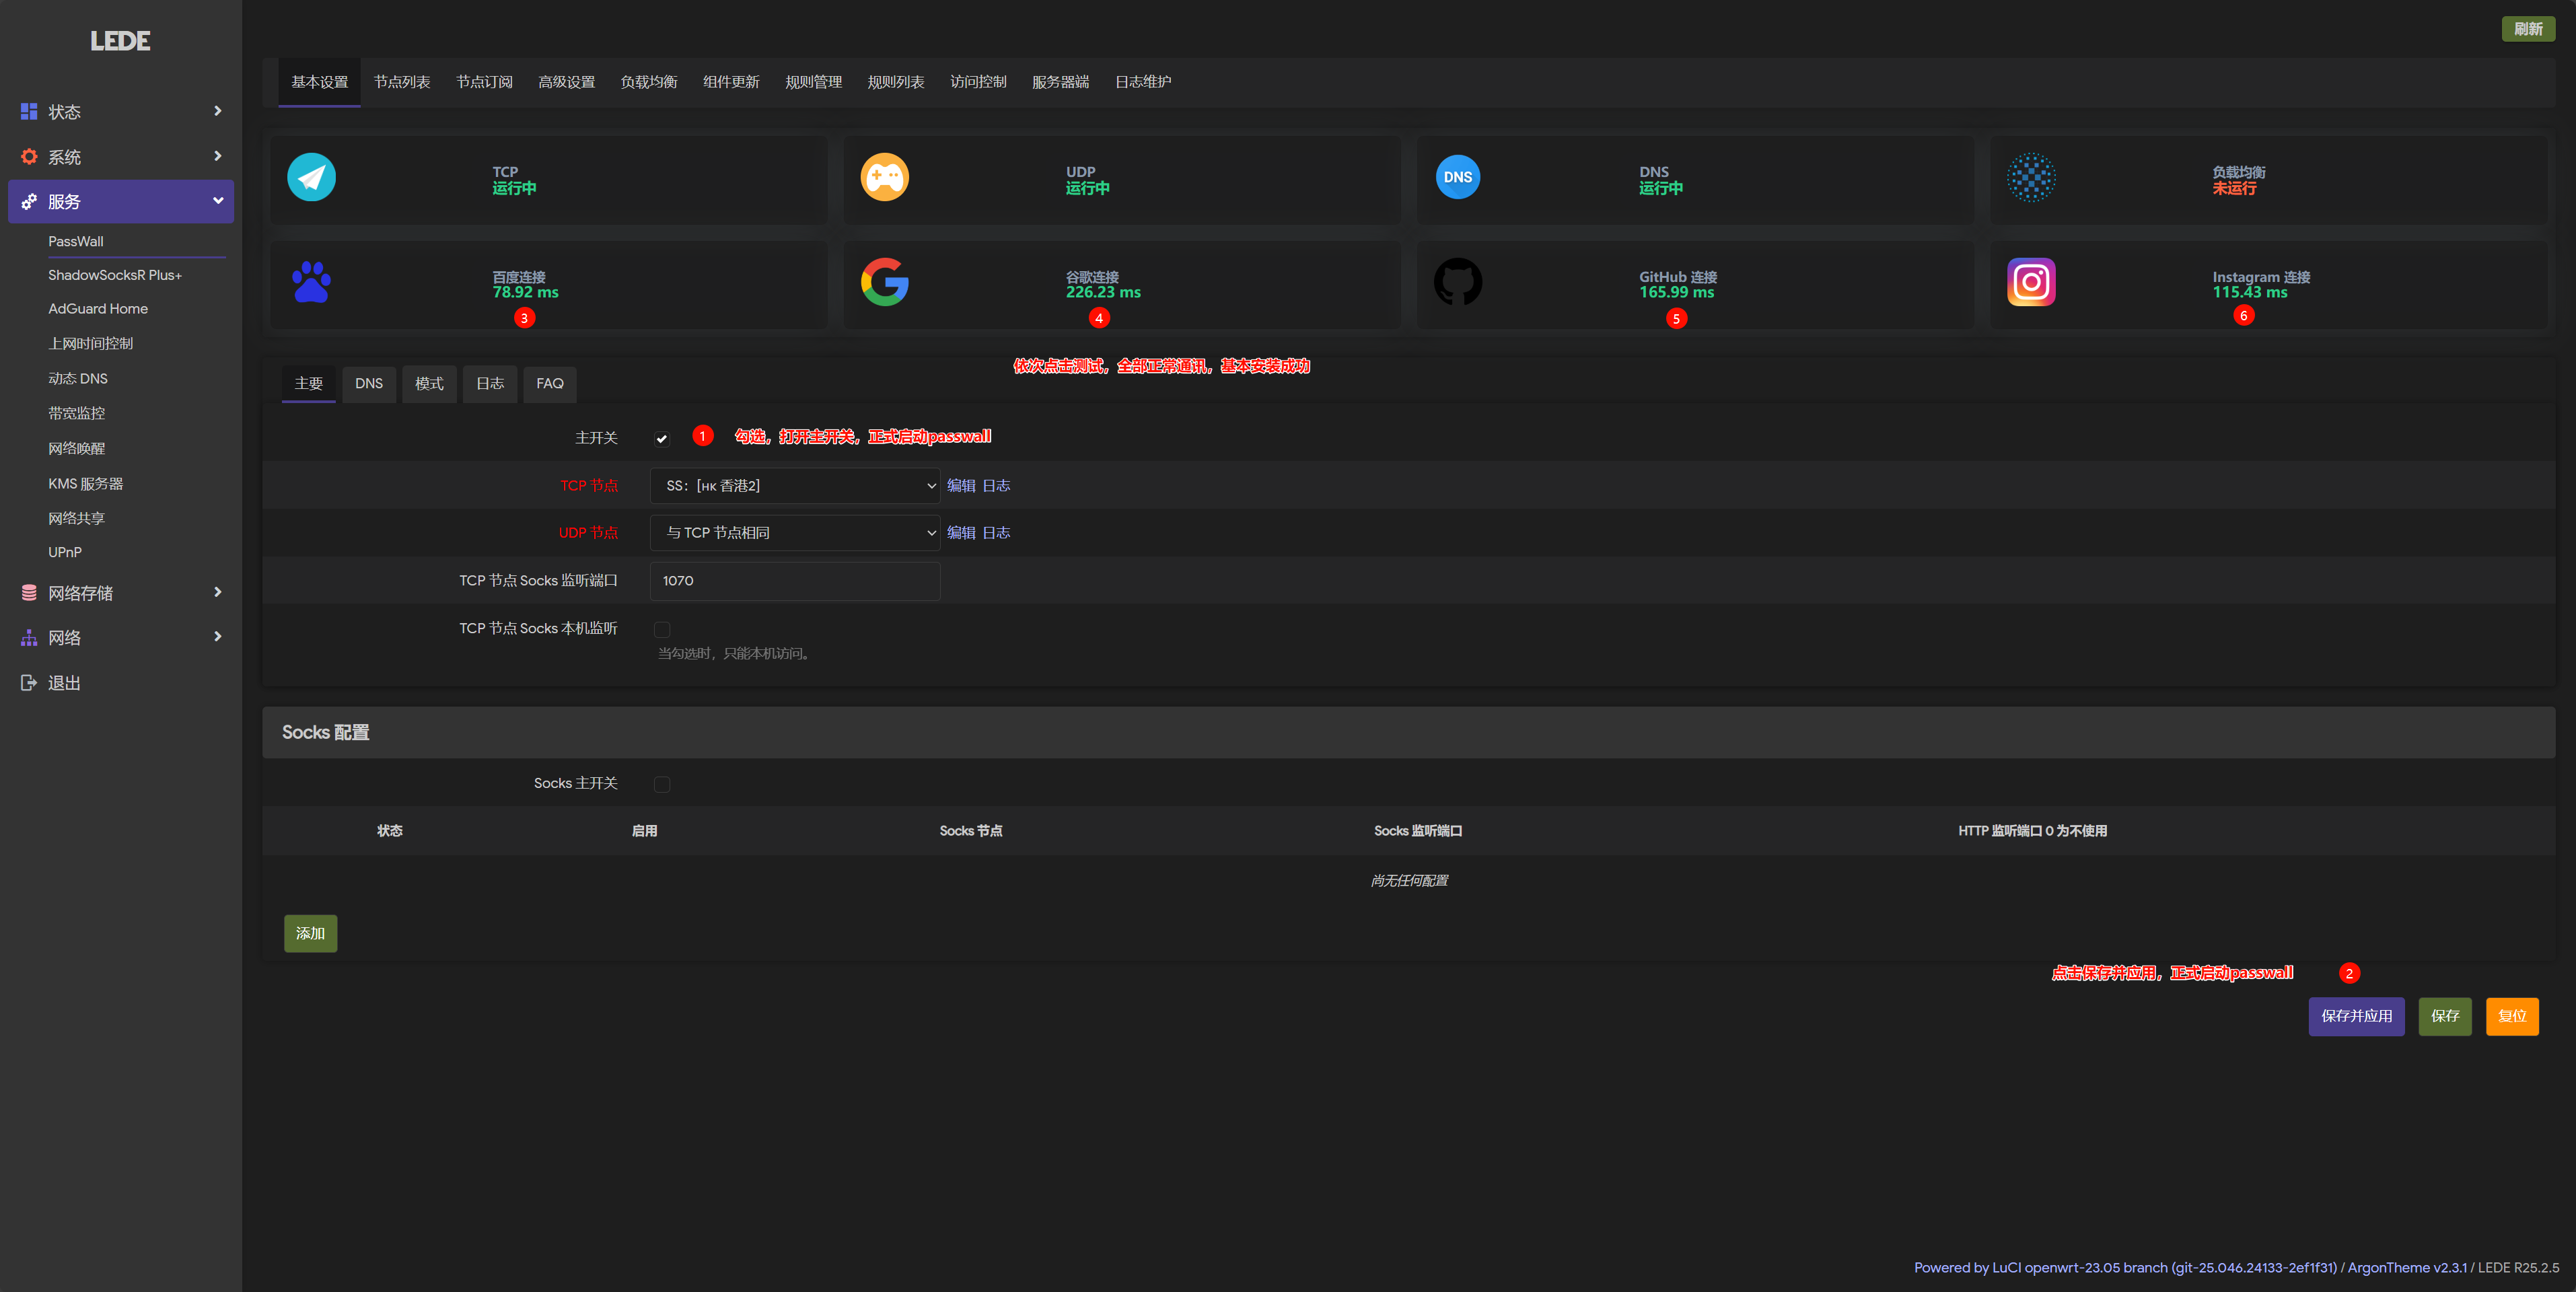 LEDE
刷新
状态
系统
服务
PassWall
ShadowSocksR Plus+
AdGuard Home
上网时间控制
动态 DNS
带宽监控
网络唤醒
KMS 服务器
网络共享
UPnP
网络存储
网络
退出
基本设置 节点列表 节点订阅 高级设置 负载均衡 组件更新 规则管理 规则列表 访问控制 服务器端 日志维护
TCP
运行中
UDP
运行中
DNS
DNS
运行中
负载均衡
未运行
百度连接
78.92 ms
3
谷歌连接
226.23 ms
4
GitHub 连接
165.99 ms
5
Instagram 连接
115.43 ms
6
依次点击测试，全部正常通讯，基本安装成功
主要 DNS 模式 日志 FAQ
主开关 1 勾选，打开主开关，正式启动passwall
TCP 节点 SS：[HK 香港2] 编辑 日志
UDP 节点 与 TCP 节点相同 编辑 日志
TCP 节点 Socks 监听端口 1070
TCP 节点 Socks 本机监听
当勾选时，只能本机访问。
Socks 配置
Socks 主开关
状态 启用 Socks 节点 Socks 监听端口 HTTP 监听端口 0 为不使用
尚无任何配置
添加
点击保存并应用，正式启动passwall 2
保存并应用 保存 复位
Powered by LuCI openwrt-23.05 branch (git-25.046.24133-2ef1f31) / ArgonTheme v2.3.1 / LEDE R25.2.5